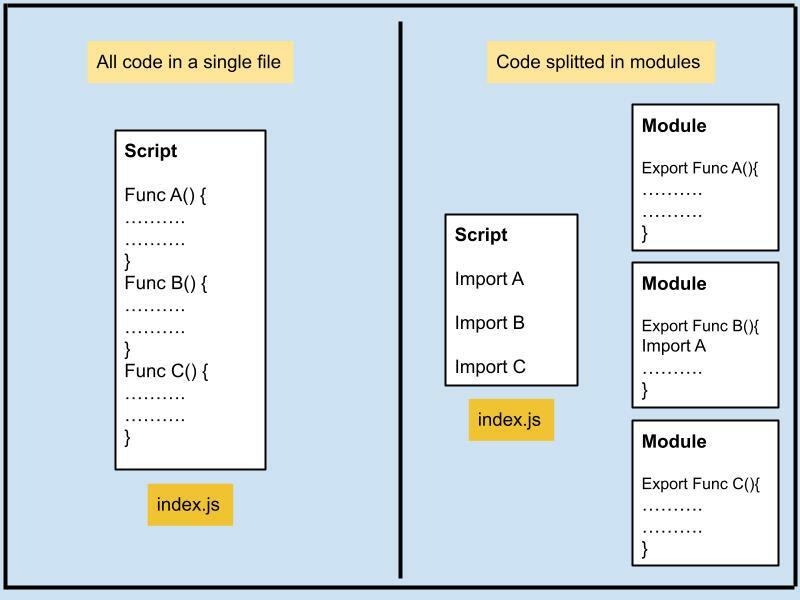 All code in a single file
Script
Func A() {
……….
……….
}
Func B() {
……….
……….
}
Func C() {
……….
……….
}
index.js
Code splitted in modules
Script
Import A
Import B
Import C
index.js
Module
Export Func A(){
……….
……….
}
Module
Export Func B(){
Import A
……….
}
Module
Export Func C(){
……….
……….
}